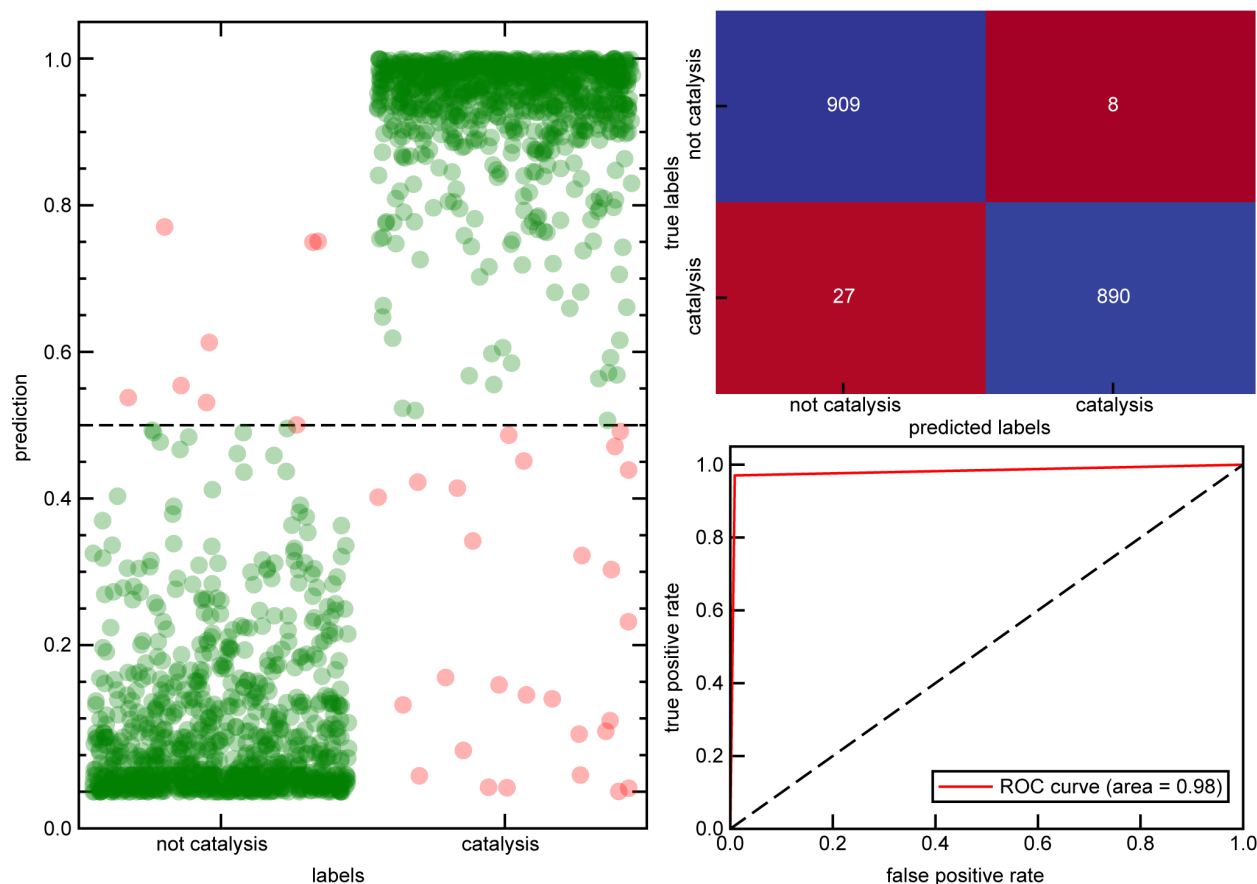 1.0
0.8
0.6
0.4
0.2
0.0
prediction
not catalysis
catalysis
labels
not catalysis
catalysis
true labels
909
8
27
890
not catalysis
catalysis
predicted labels
1.0
0.8
0.6
0.4
0.2
0.0
true positive rate
ROC curve (area = 0.98)
0.0
0.2
0.4
0.6
0.8
1.0
false positive rate